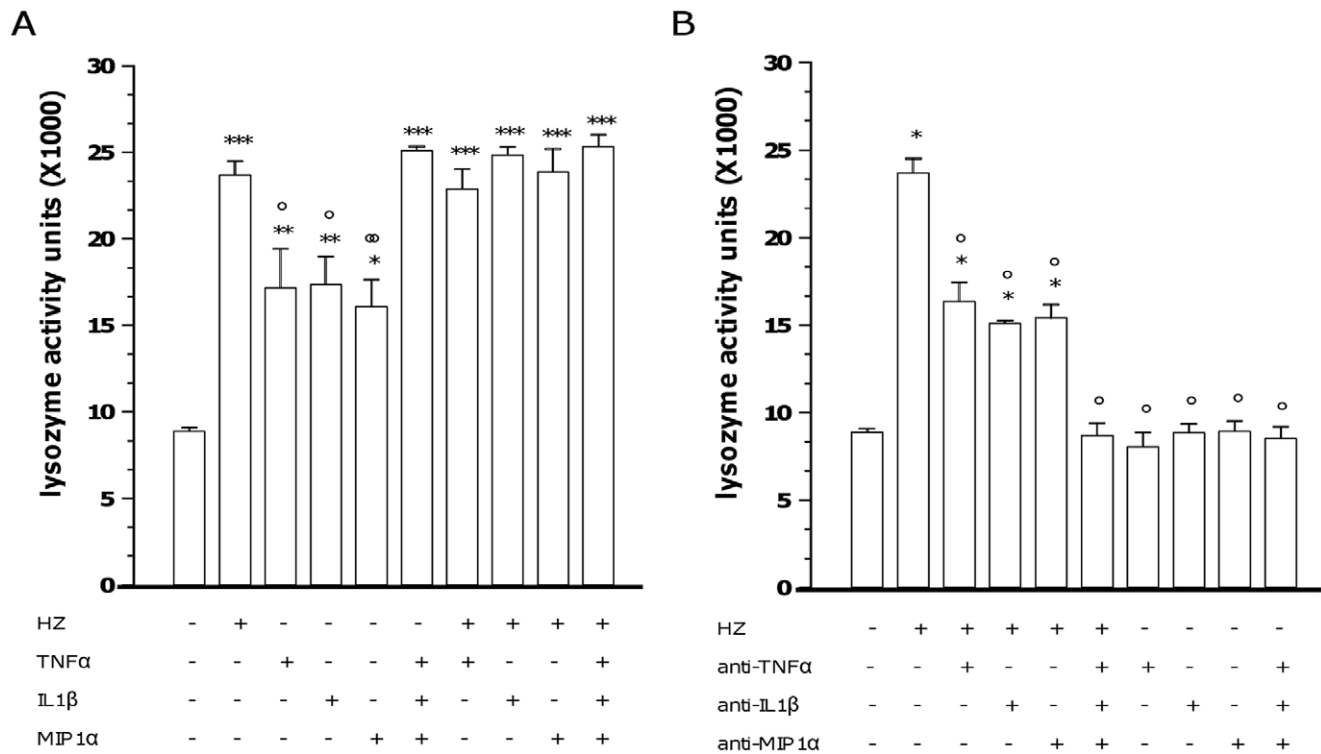 A
lysozyme activity units (X1000)
30
25
20
15
10
5
0
*** ° ** ° ** °° * *** *** *** *** ***
HZ - + - - - - + + + +
TNFα - - + - - + + - - +
IL1β - - - + - + - + - +
MIP1α - - - - + + - - + +
B
lysozyme activity units (X1000)
30
25
20
15
10
5
0
* ° * ° * ° * ° ° ° ° °
HZ - + + + + + - - - -
anti-TNFα - - + - - + + - - +
anti-IL1β - - - + - + - + - +
anti-MIP1α - - - - + + - - + +